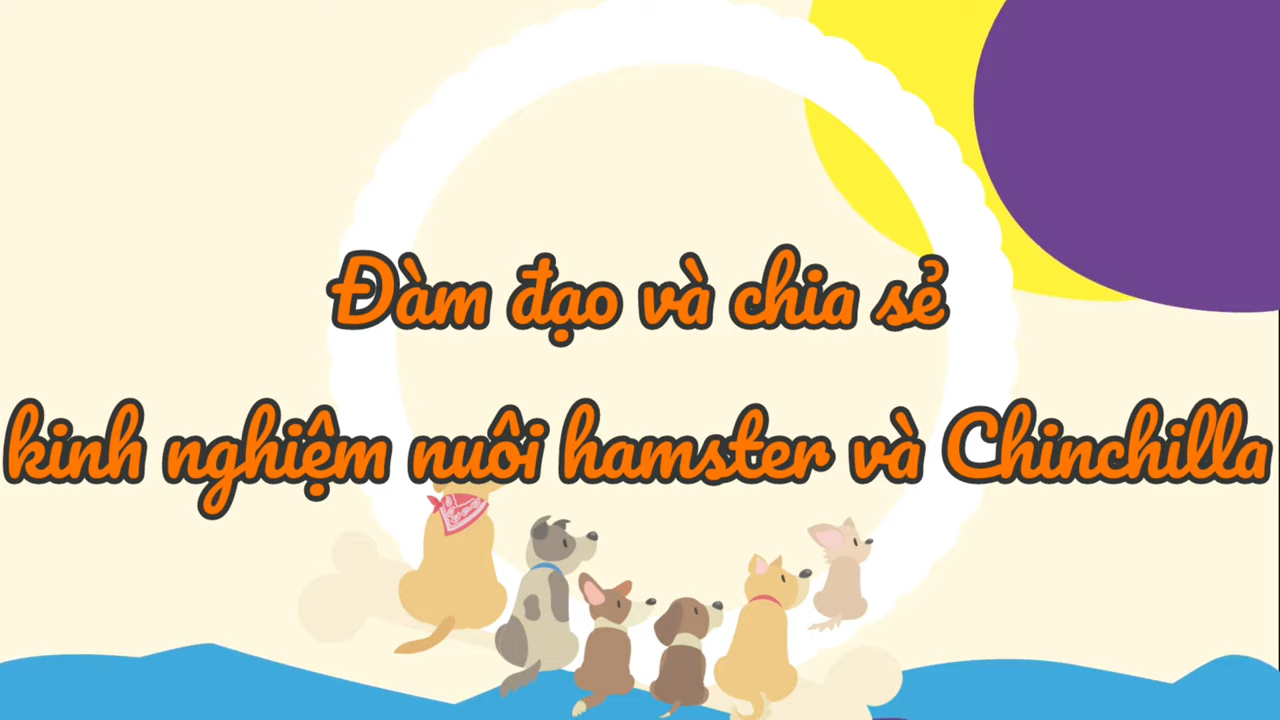 Đàm đạo và chia sẻ
kinh nghiệm nuôi hamster và Chinchilla